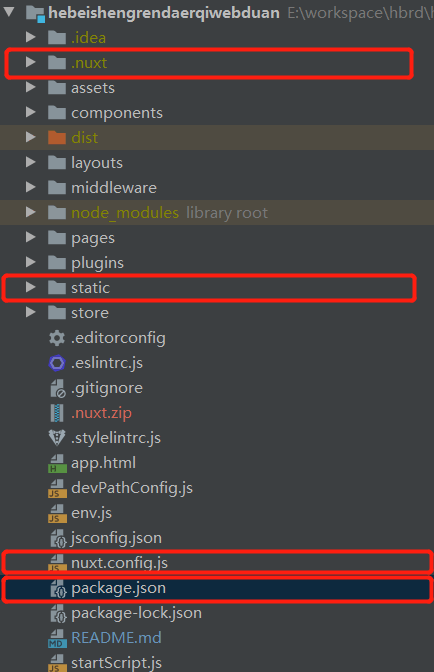 hebeishengrendaerqiwebduan E:\workspace\hbrd\h
.idea
.nuxt
assets
components
dist
layouts
middleware
node_modules library root
pages
plugins
static
store
.editorconfig
.eslintrc.js
.gitignore
.nuxt.zip
.stylelintrc.js
app.html
devPathConfig.js
env.js
jsconfig.json
nuxt.config.js
package.json
package-lock.json
README.md
startScript.js